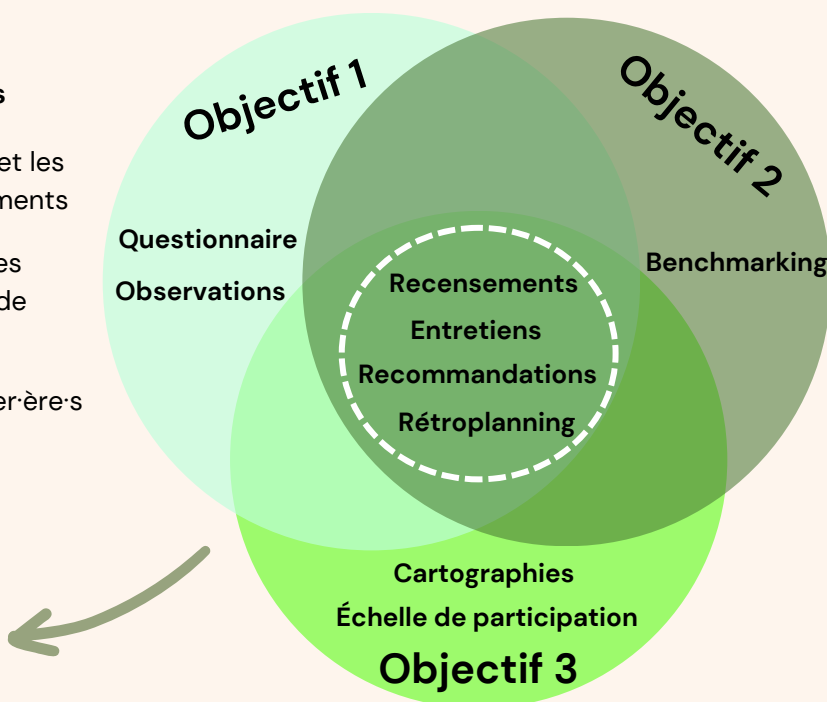 s
et les
ments
es
de
er·ère·s
Objectif 1
Questionnaire
Observations
Objectif 2
Benchmarking
Recensements
Entretiens
Recommandations
Rétroplanning
Cartographies
Échelle de participation
Objectif 3